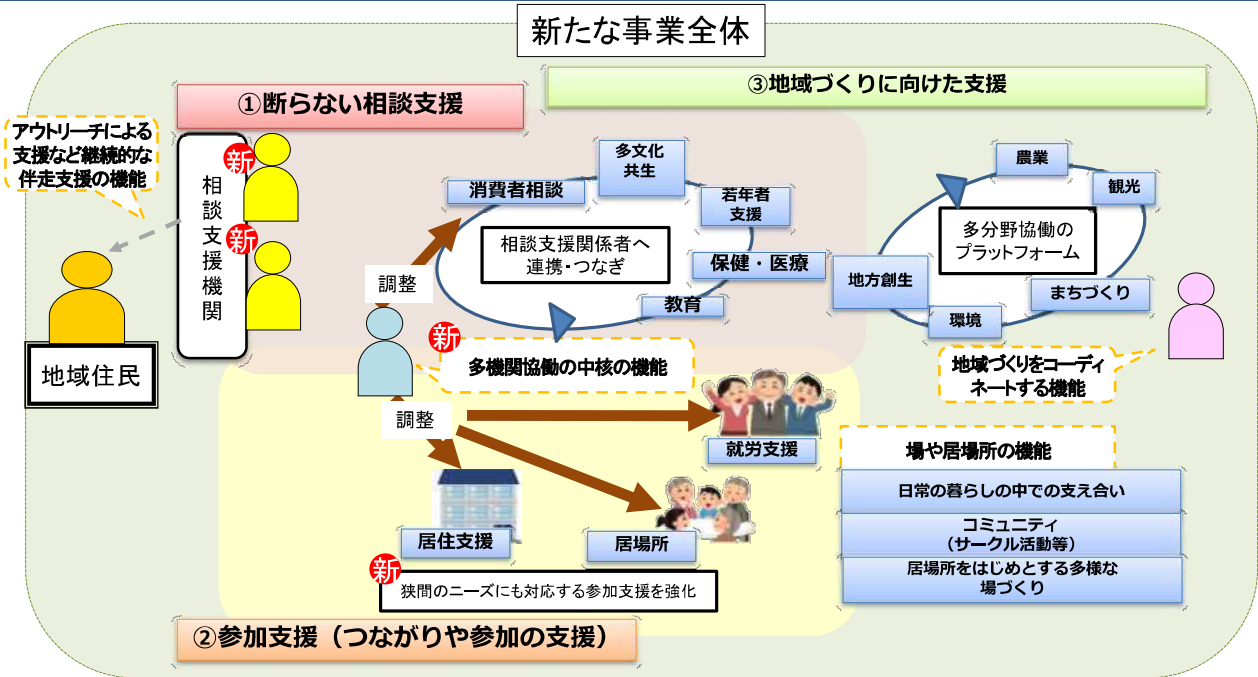 新たな事業全体
①断らない相談支援
③地域づくりに向けた支援
アウトリーチによる
支援など継続的な
伴走支援の機能
新
新
相談支援機関
地域住民
多文化
共生
消費者相談
若年者
支援
相談支援関係者へ
連携・つなぎ
保健・医療
教育
調整
新
多機関協働の中核の機能
農業
観光
多分野協働の
プラットフォーム
地方創生
まちづくり
環境
地域づくりをコーディ
ネートする機能
調整
就労支援
居住支援
居場所
新
狭間のニーズにも対応する参加支援を強化
場や居場所の機能
日常の暮らしの中での支え合い
コミュニティ
（サークル活動等）
居場所をはじめとする多様な
場づくり
②参加支援（つながりや参加の支援）